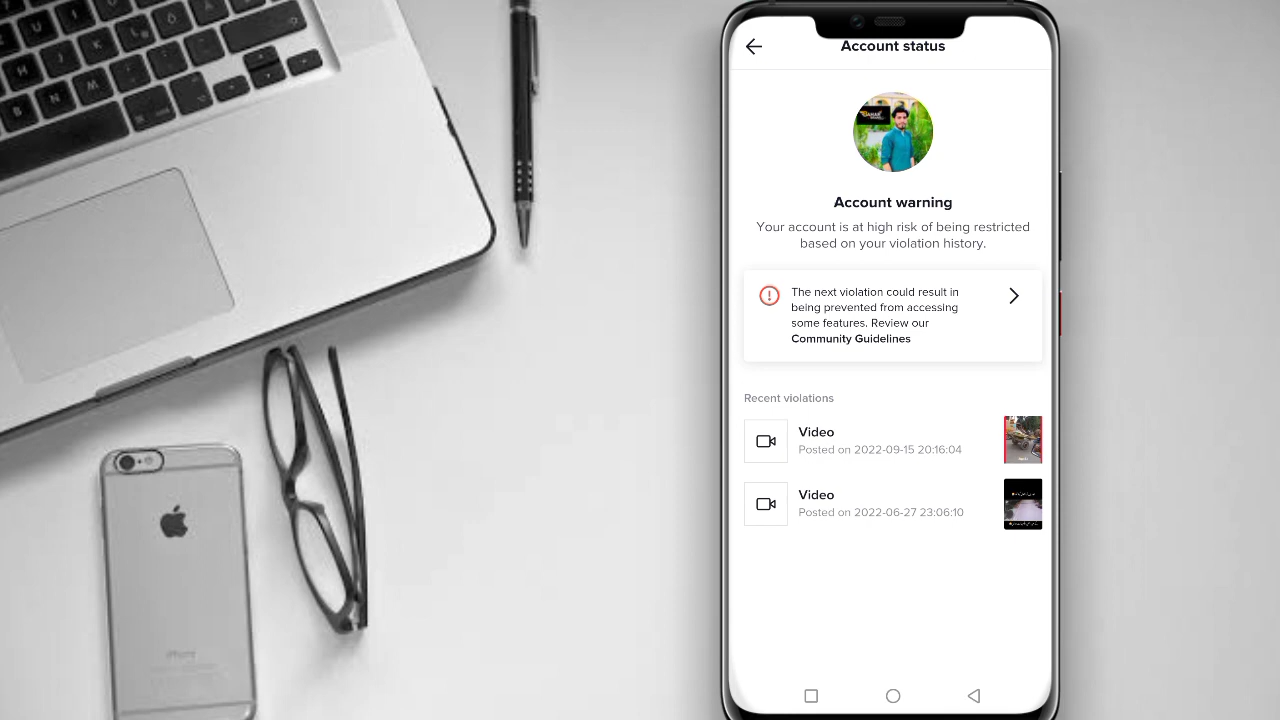 Account status
Account warning
Your account is at high risk of being restricted
based on your violation history.
The next violation could result in
being prevented from accessing
some features. Review our
Community Guidelines
Recent violations
Video
Posted on 2022-09-15 20:16:04
Video
Posted on 2022-06-27 23:06:10
iPhone